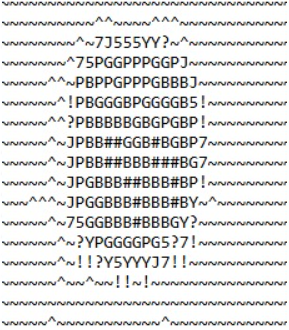 ~~~~~~~~~~~~~~~~~~~~~~~~~~~~~
~~~~~~~~~~^^~~~~^^^~~~~~~~~~~
~~~~~~~~^~7J555YY?~^~~~~~~~~~
~~~~~~~^75PGGPPPGGPJ~~~~~~~~~
~~~~~^^~PBPPGPPPGBBBJ~~~~~~~~
~~~~~~^!PBGGGBPGGGGB5!~~~~~~~
~~~~~^^?PBBBBBGBGPGBP!~~~~~~~
~~~~~^~JPBB##GGB#BGBP7~~~~~~~
~~~~~^~JPBB##BBB###BG7~~~~~~~
~~~~~^~JPGBBB##BBB#BP!~~~~~~~
~~~^^^~JPGGBBB#BBB#BY~^~~~~~~
~~~~~~^~75GGBBB#BBBGY?~~~~~~~
~~~~~^~?YPGGGGPG5?7!~~~~~~~~~
~~~~~^~!!?Y5YYYJ7!!~~~~~~~~~~
~~~~~~^~~^~~!!~!~~~~~~~~~~~~~
~~~~~~~~~~~~~~~~~~~~~~~~~~~~~
~~~~~^~~~~~~~~~~~^~~~~~~~~~~~